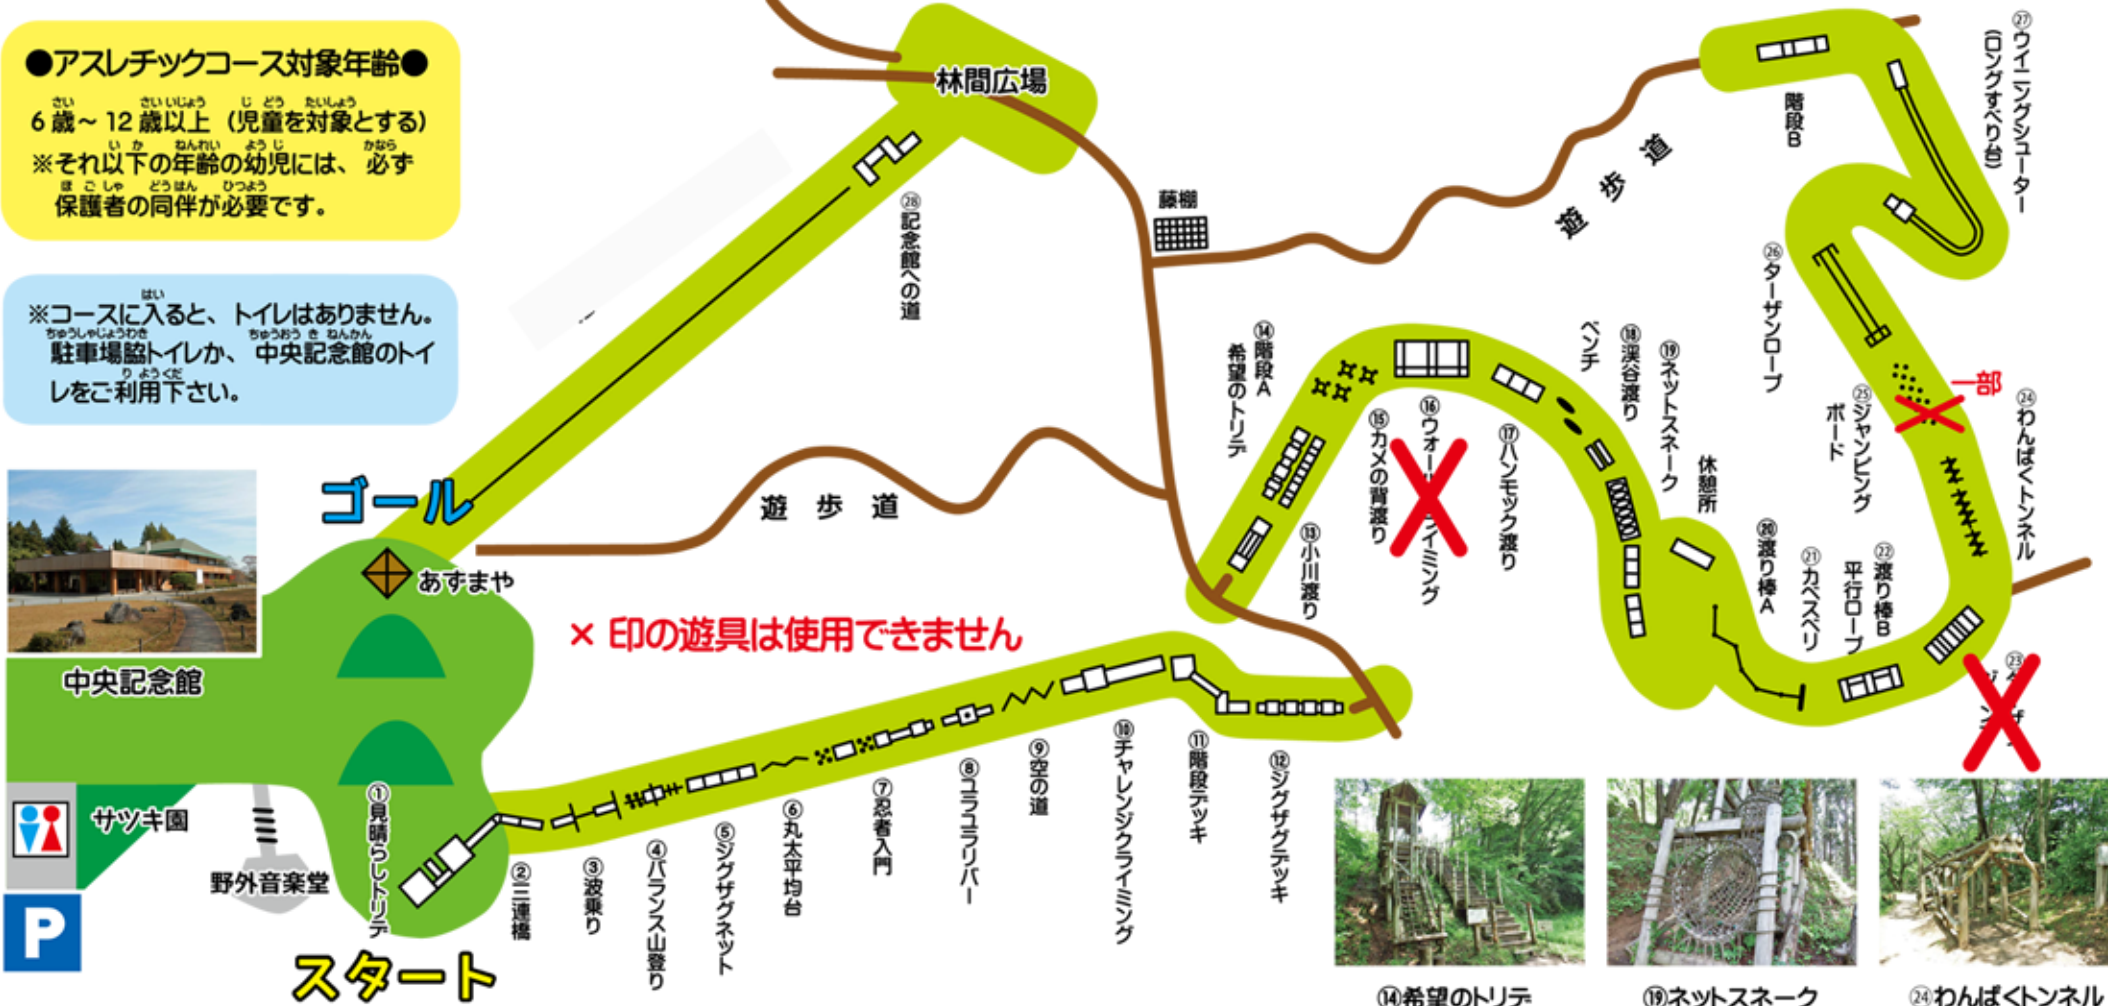 ●アスレチックコース対象年齢●
6歳～12歳以上（児童を対象とする）
※それ以下の年齢の幼児には、必ず
保護者の同伴が必要です。
※コースに入ると、トイレはありません。
駐車場脇トイレか、中央記念館のトイ
レをご利用下さい。
林間広場
㉘記念館への道
藤棚
遊歩道
階段B
㉗ウイニングシューター
(ロングすべり台)
㉖ターザンロープ
一部
㉕ジャンピング
ボード
㉔わんぱくトンネル
⑭階段A
希望のトリデ
⑬小川渡り
⑮カメの背渡り
⑯ウォー
イミング
⑰ハンモック渡り
ベンチ
⑱渓谷渡り
⑲ネットスネーク
休憩所
⑳渡り棒A
㉑カベスベリ
㉒渡り棒B
平行ロープ
㉓
ゴール
あずまや
遊歩道
×印の遊具は使用できません
中央記念館
サツキ園
野外音楽堂
P
スタート
①見晴らしトリデ
②三連橋
③波乗り
④バランス山登り
⑤ジグザグネット
⑥丸太平均台
⑦忍者入門
⑧ユラユラリバー
⑨空の道
⑩チャレンジクライミング
⑪階段デッキ
⑫ジグザグデッキ
⑭希望のトリデ
⑲ネットスネーク
㉔わんぱくトンネル